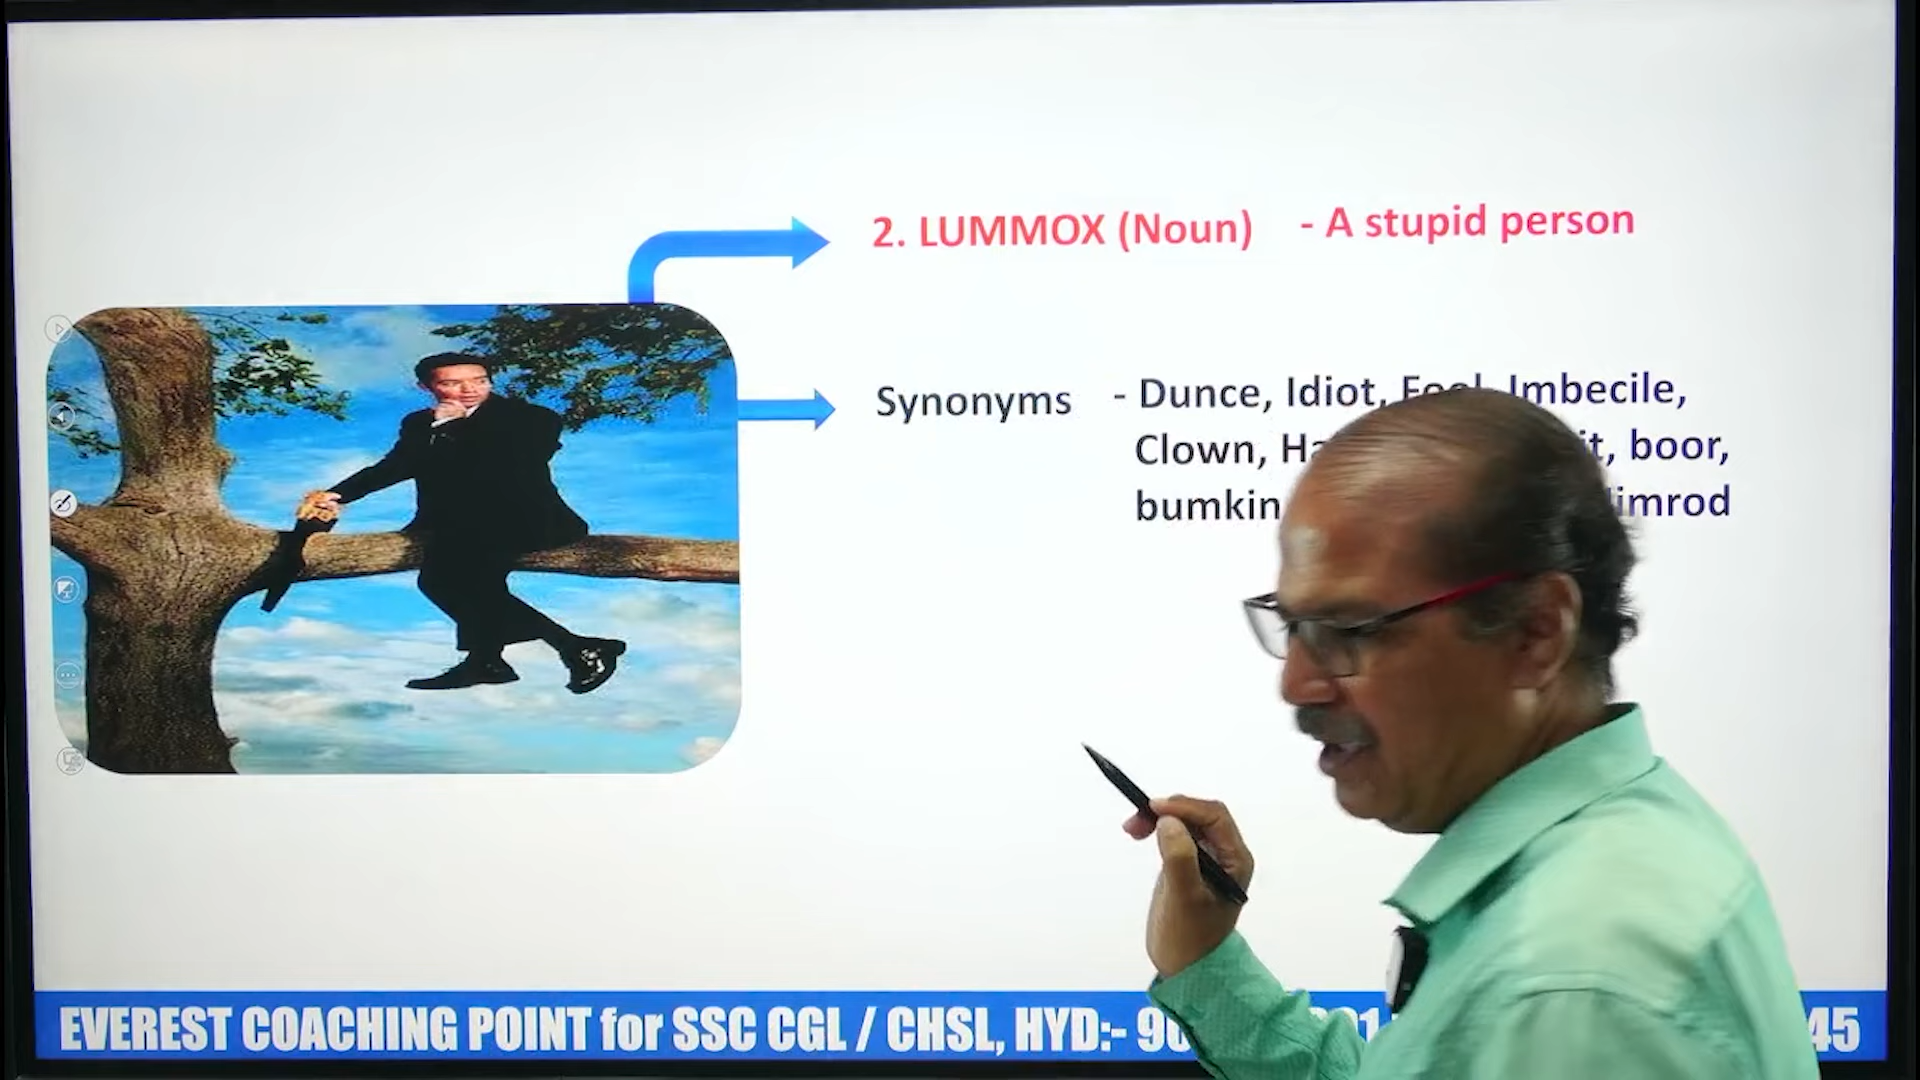 2. LUMMOX (Noun) - A stupid person
Synonyms - Dunce, Idiot, Imbecile,
Clown, boor,
bumkin
EVEREST COACHING POINT for SSC CGL / CHSL, HYD:- 45